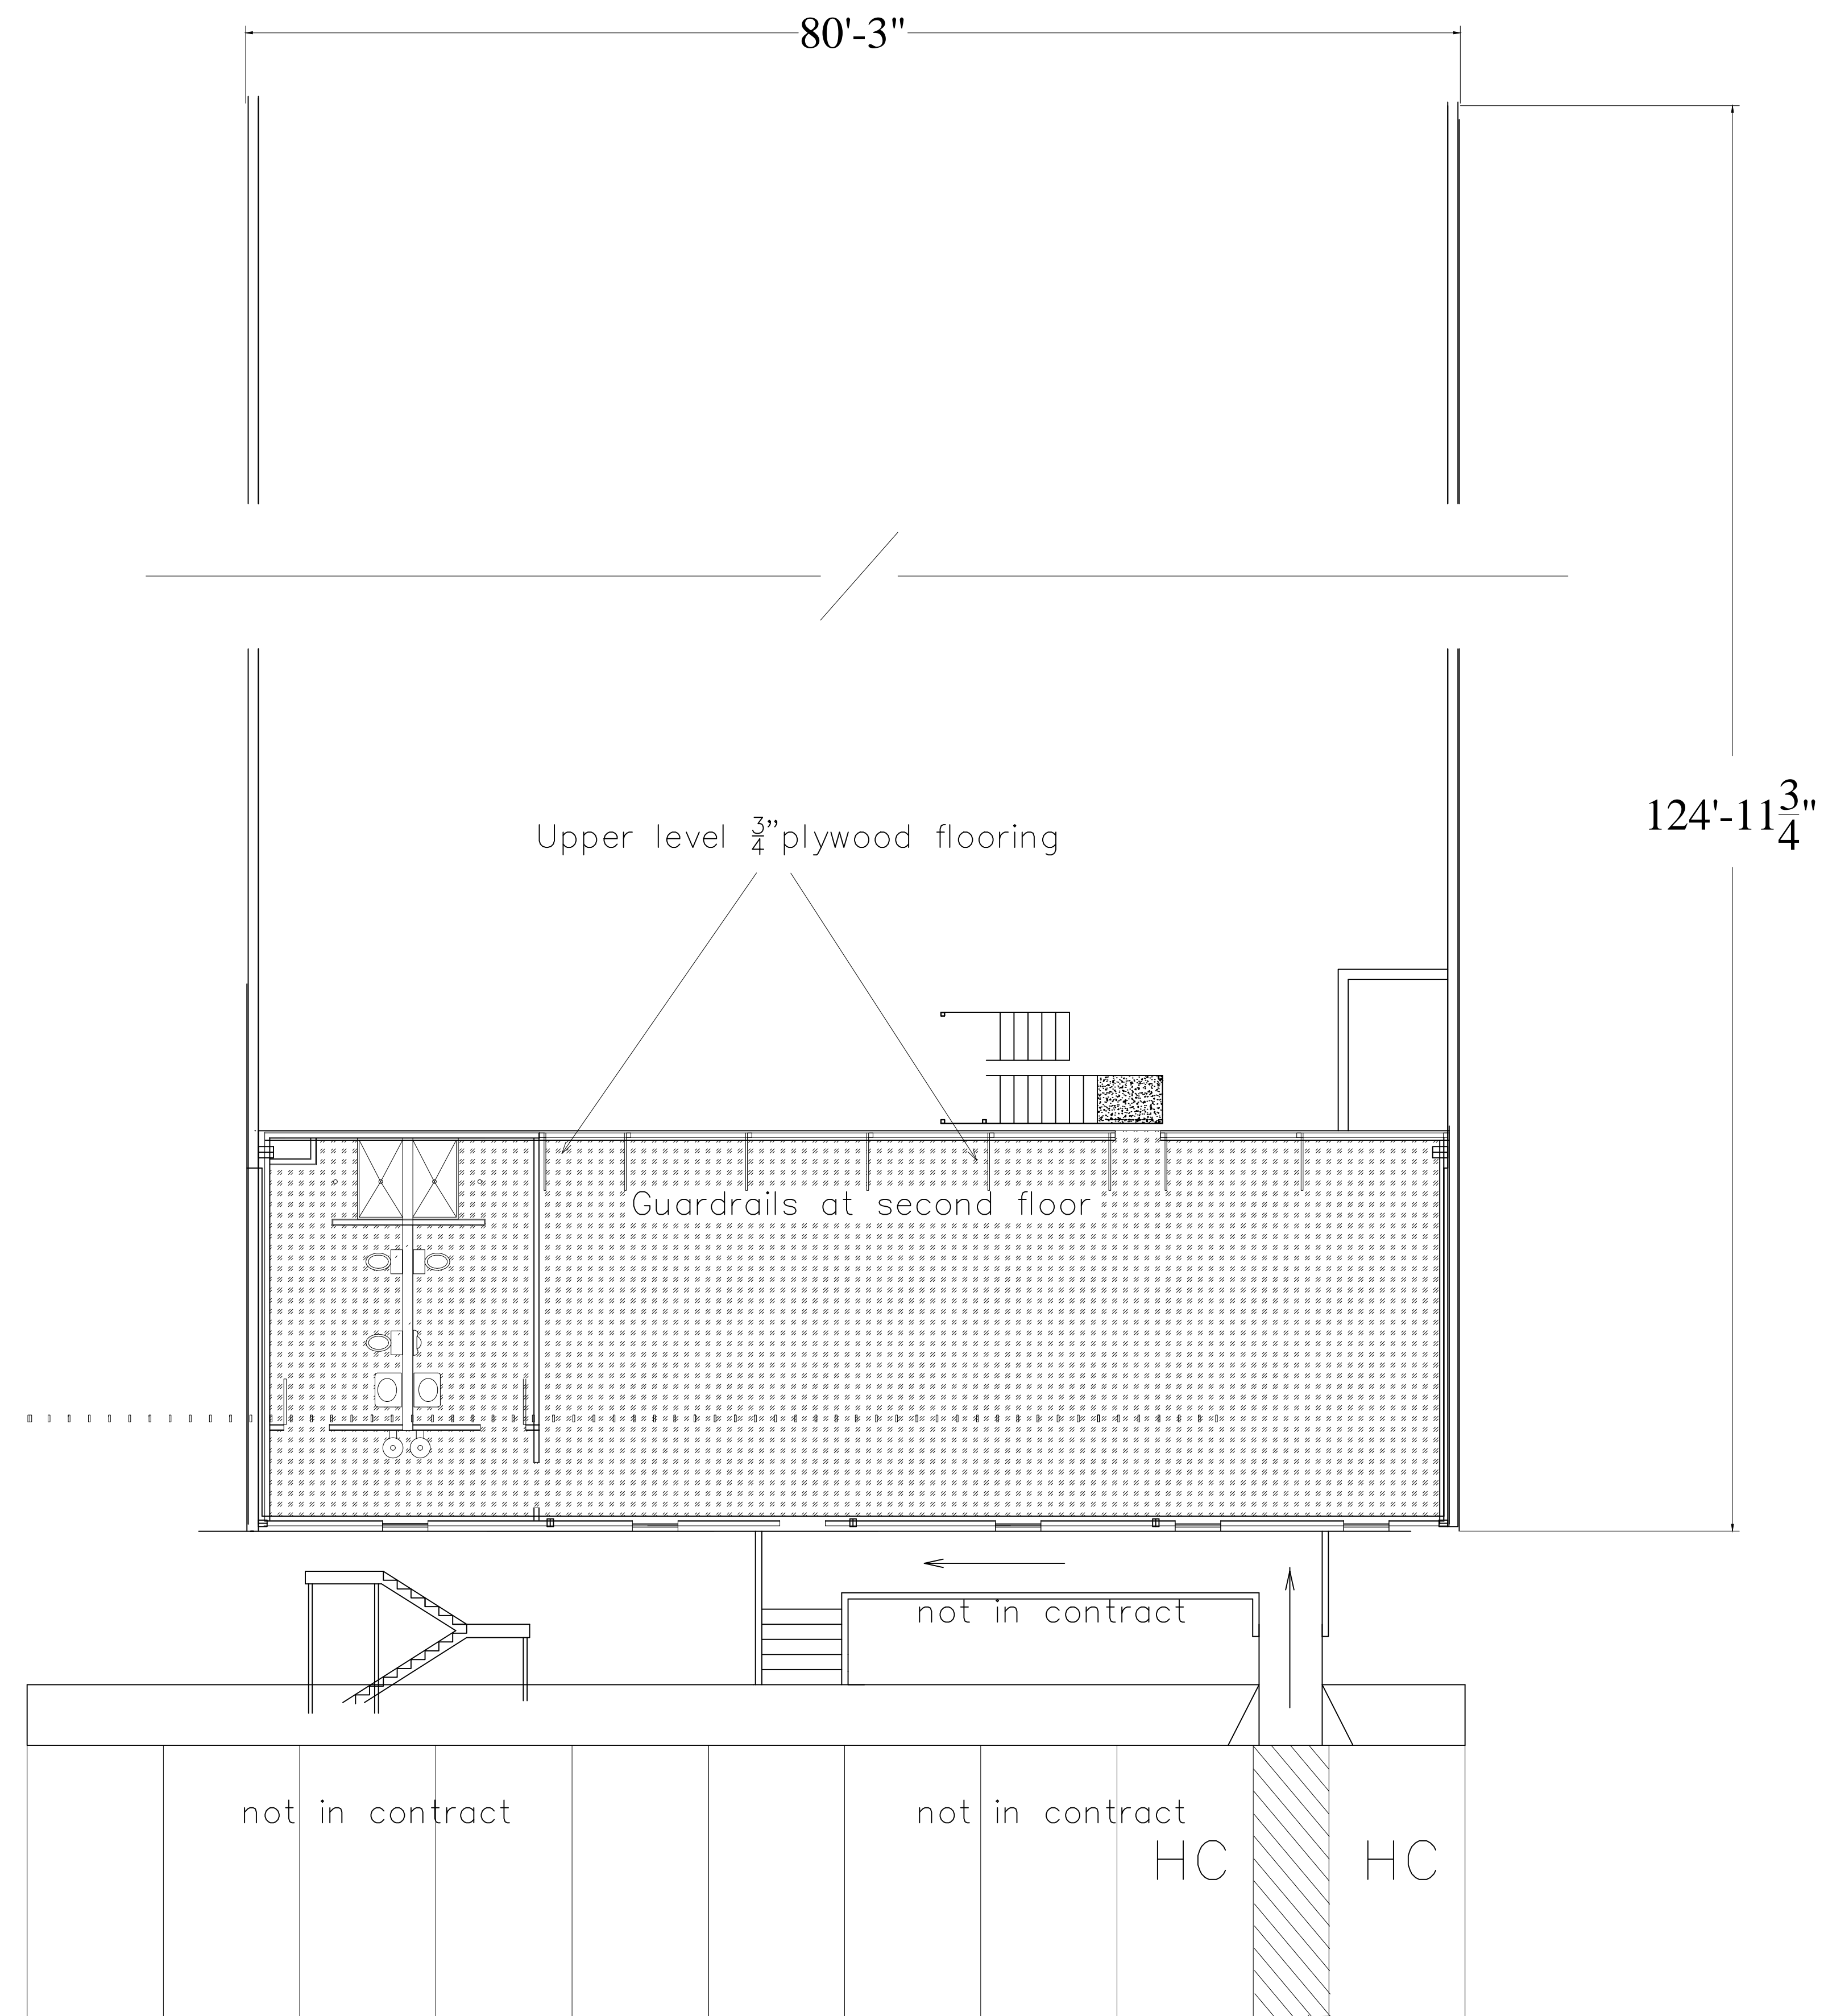 80'-3"
124'-11 3/4"
Upper level 3/4" plywood flooring
Guardrails at second floor
not in contract
not in contract
not in contract
HC
HC